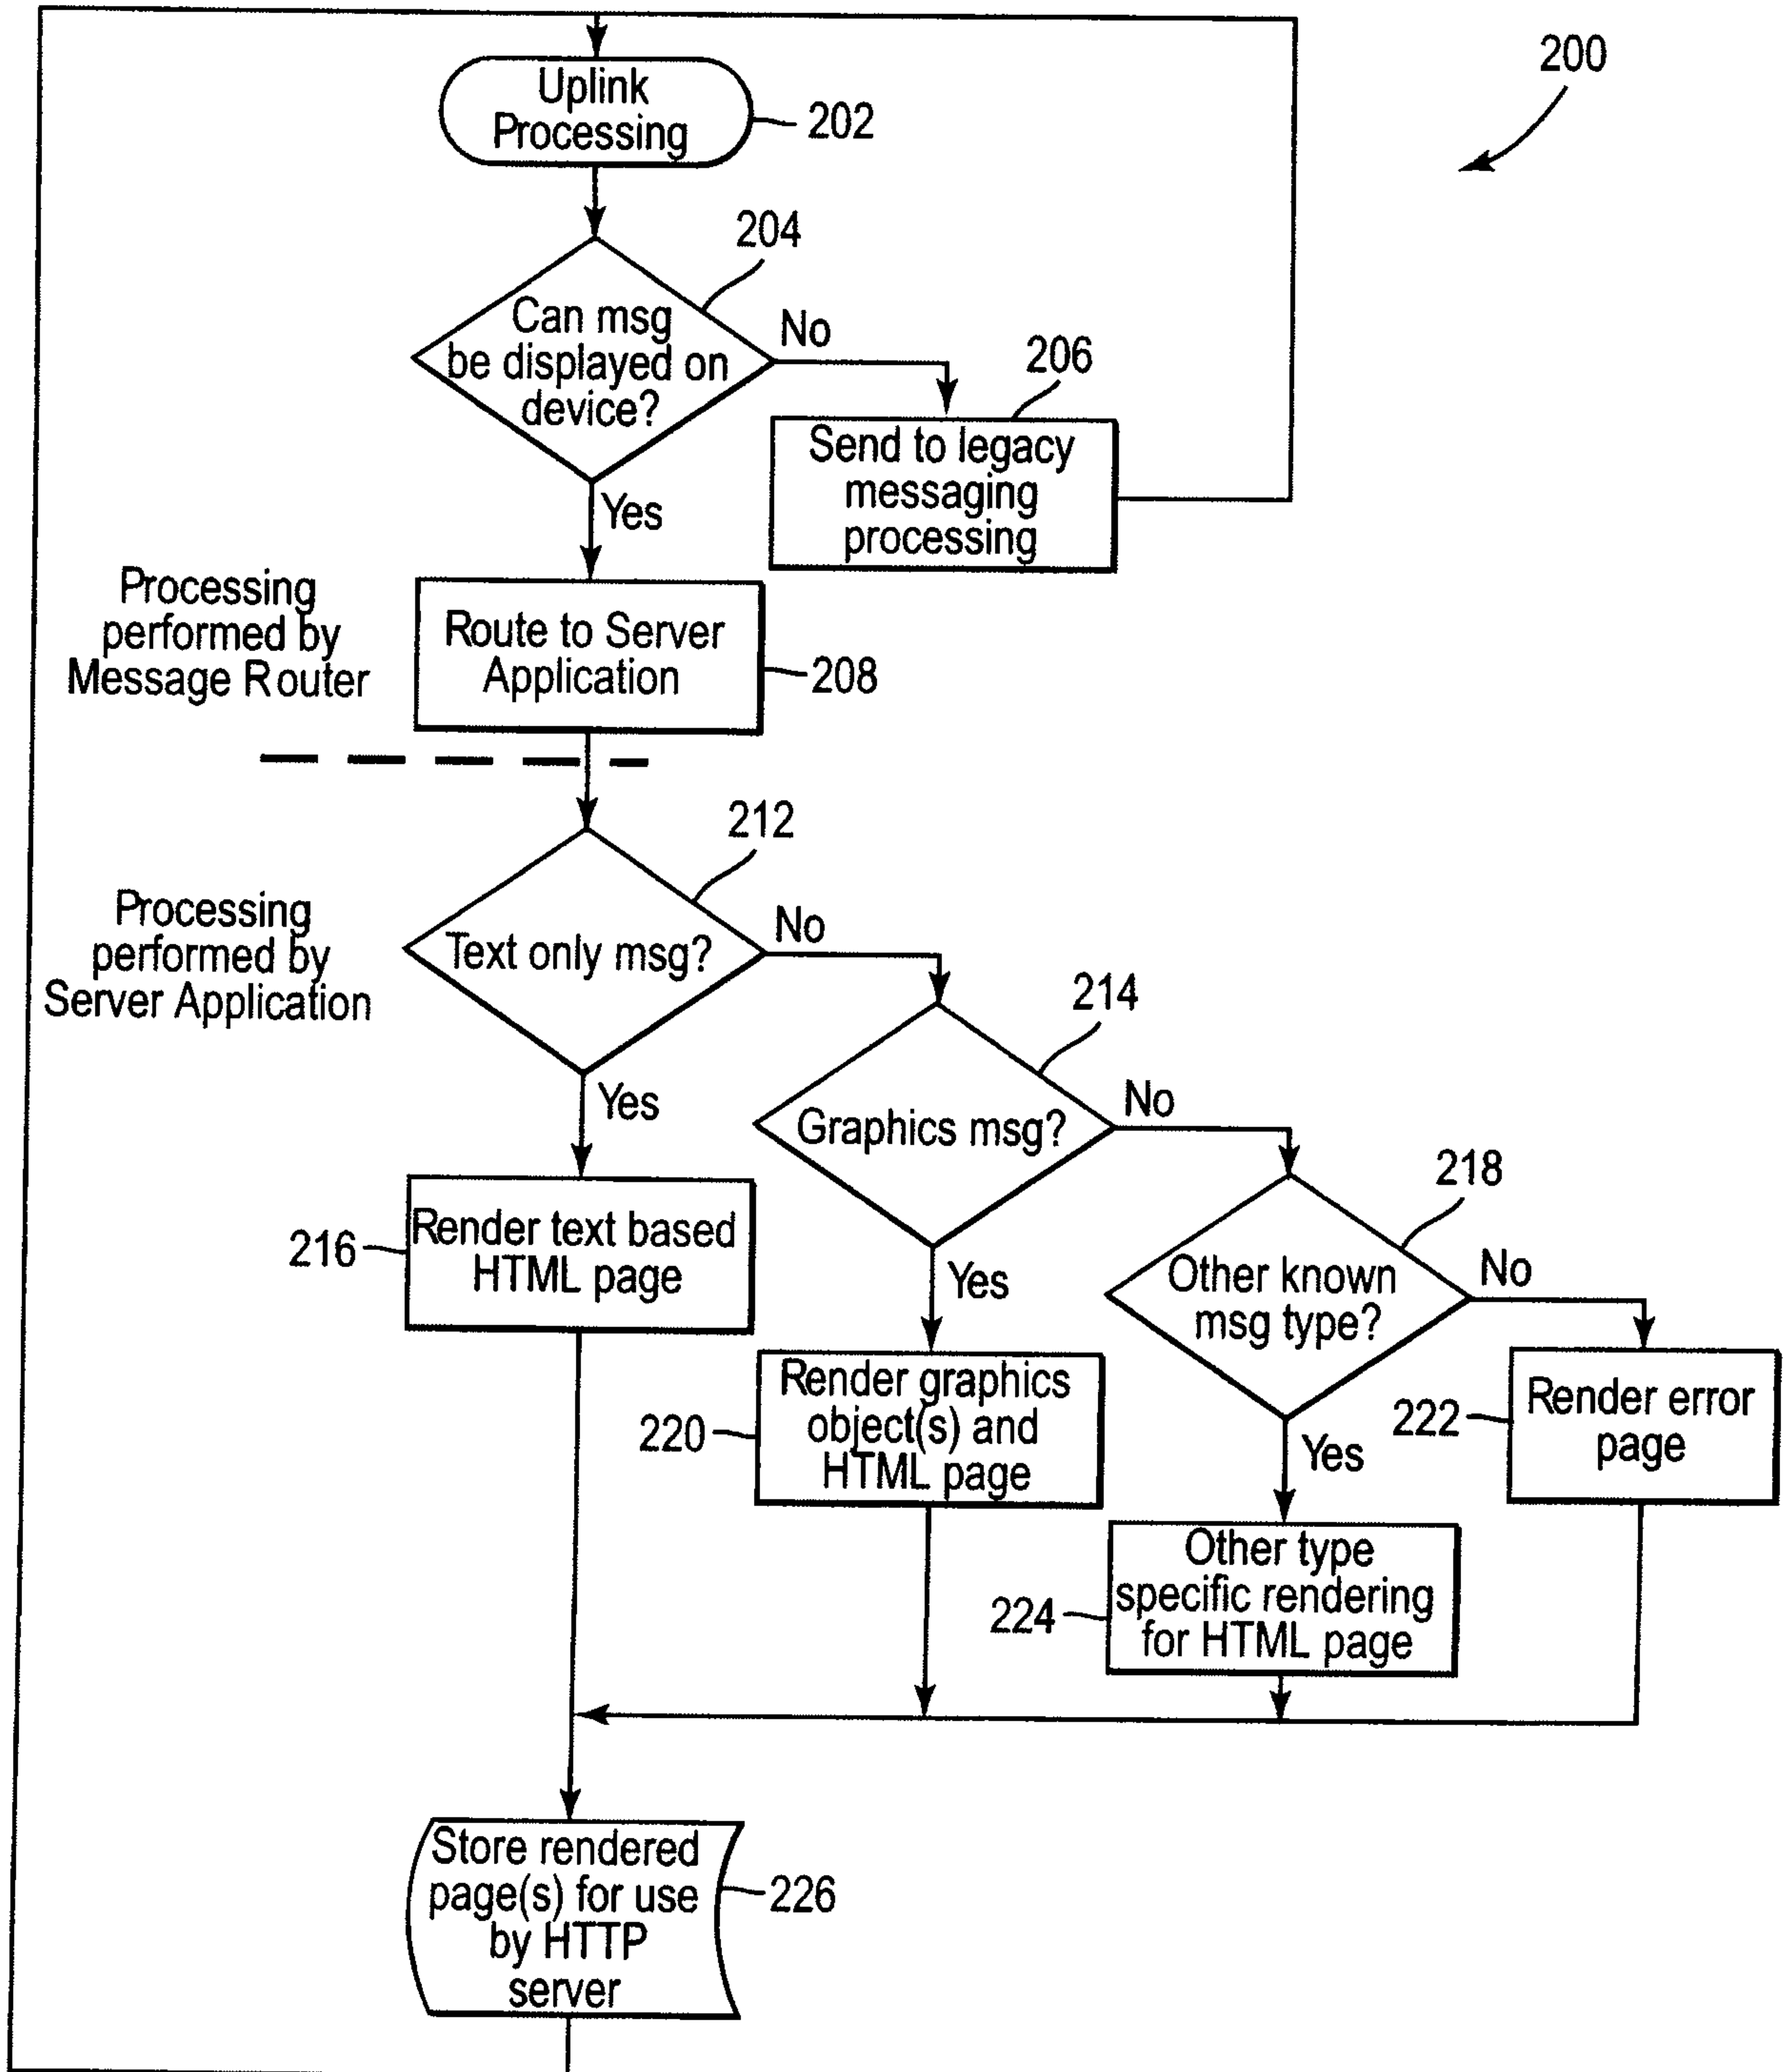 200
Uplink
Processing
202
204
Can msg
be displayed on
device?
No
206
Send to legacy
messaging
processing
Yes
Processing
performed by
Message Router
Route to Server
Application
208
212
Processing
performed by
Server Application
Text only msg?
No
214
Yes
Graphics msg?
No
218
216
Render text based
HTML page
Yes
Other known
msg type?
No
220
Render graphics
object(s) and
HTML page
Yes
222
Render error
page
224
Other type
specific rendering
for HTML page
Store rendered
page(s) for use
by HTTP
server
226